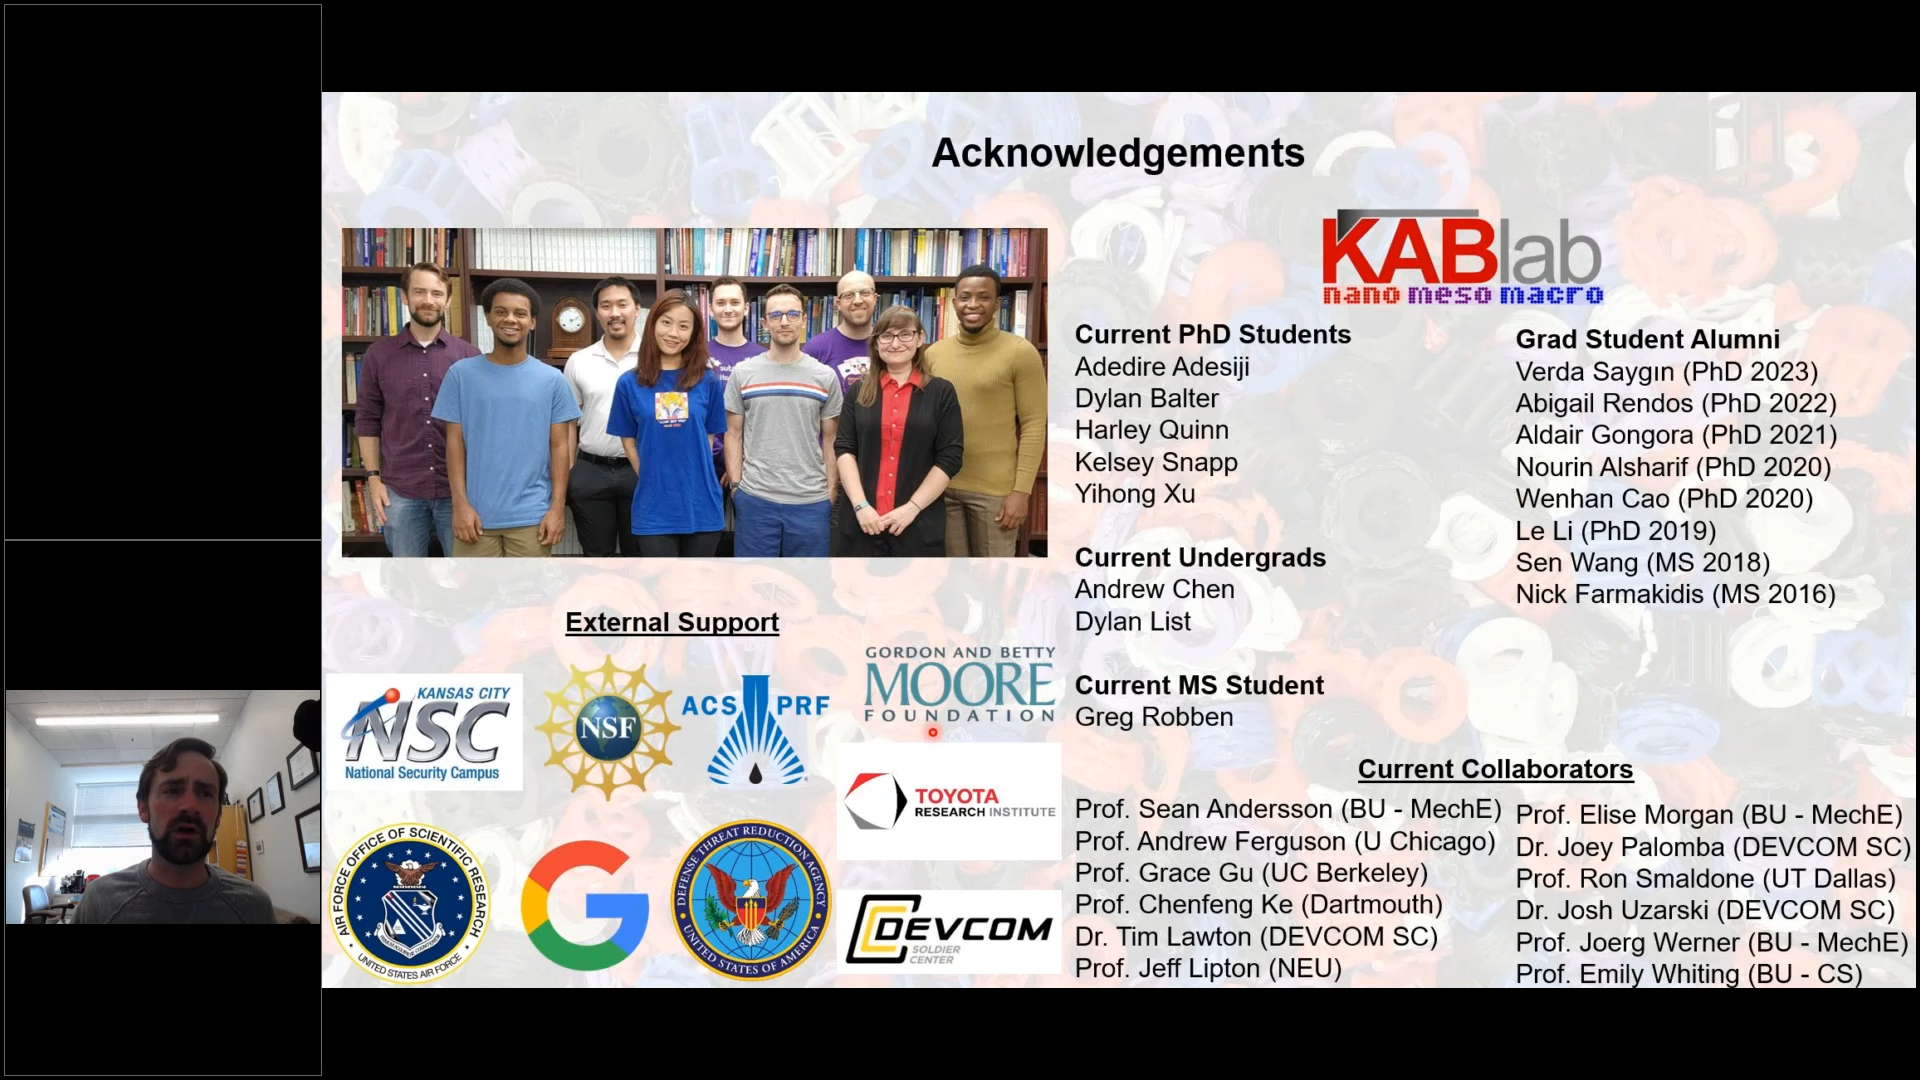 Acknowledgements
KABlab
nano meso macro
Current PhD Students
Adedire Adesiji
Dylan Balter
Harley Quinn
Kelsey Snapp
Yihong Xu
Current Undergrads
Andrew Chen
Dylan List
Current MS Student
Greg Robben
Grad Student Alumni
Verda Saygın (PhD 2023)
Abigail Rendos (PhD 2022)
Aldair Gongora (PhD 2021)
Nourin Alsharif (PhD 2020)
Wenhan Cao (PhD 2020)
Le Li (PhD 2019)
Sen Wang (MS 2018)
Nick Farmakidis (MS 2016)
External Support
KANSAS CITY
NSC
National Security Campus
NSF
ACS PRF
GORDON AND BETTY
MOORE
FOUNDATION
TOYOTA
RESEARCH INSTITUTE
AIR FORCE OFFICE OF SCIENTIFIC RESEARCH
UNITED STATES AIR FORCE
G
DEFENSE THREAT REDUCTION AGENCY
UNITED STATES OF AMERICA
DEVCOM
SOLDIER
CENTER
Current Collaborators
Prof. Sean Andersson (BU - MechE)
Prof. Andrew Ferguson (U Chicago)
Prof. Grace Gu (UC Berkeley)
Prof. Chenfeng Ke (Dartmouth)
Dr. Tim Lawton (DEVCOM SC)
Prof. Jeff Lipton (NEU)
Prof. Elise Morgan (BU - MechE)
Dr. Joey Palomba (DEVCOM SC)
Prof. Ron Smaldone (UT Dallas)
Dr. Josh Uzarski (DEVCOM SC)
Prof. Joerg Werner (BU - MechE)
Prof. Emily Whiting (BU - CS)